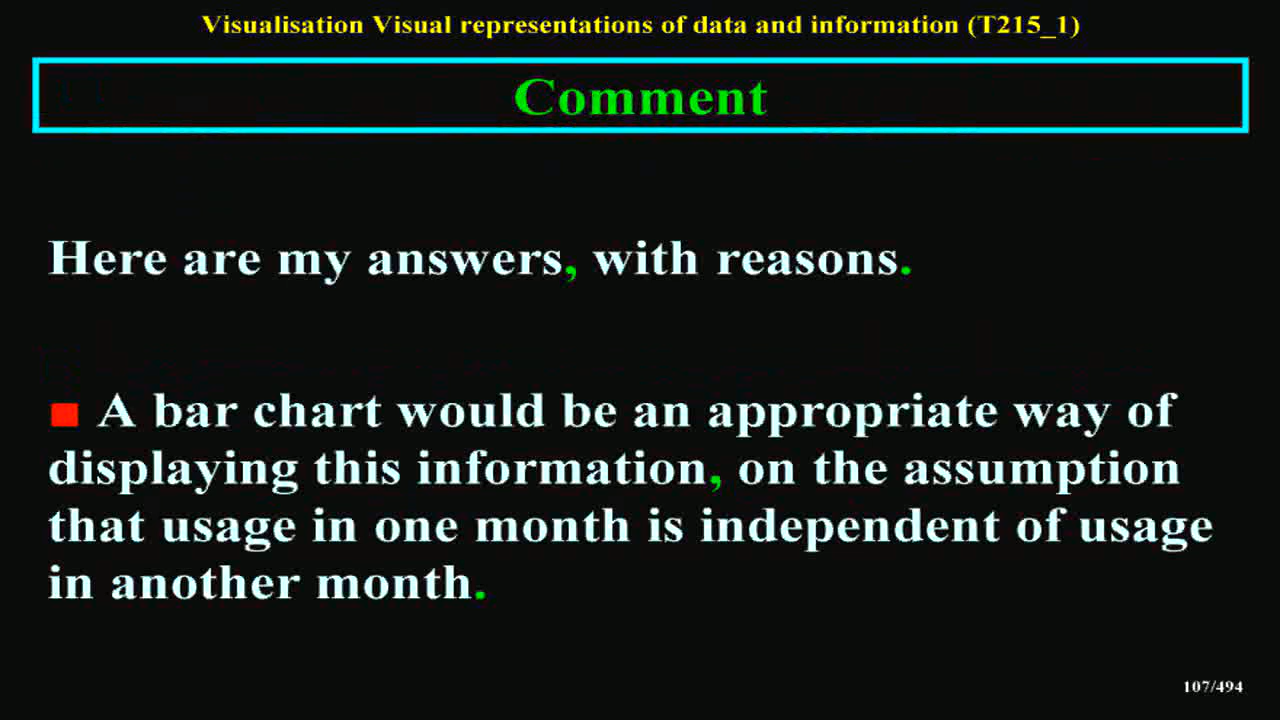 Visualisation Visual representations of data and information (T215_1)
Comment
Here are my answers, with reasons.
A bar chart would be an appropriate way of
displaying this information, on the assumption
that usage in one month is independent of usage
in another month.
107/494